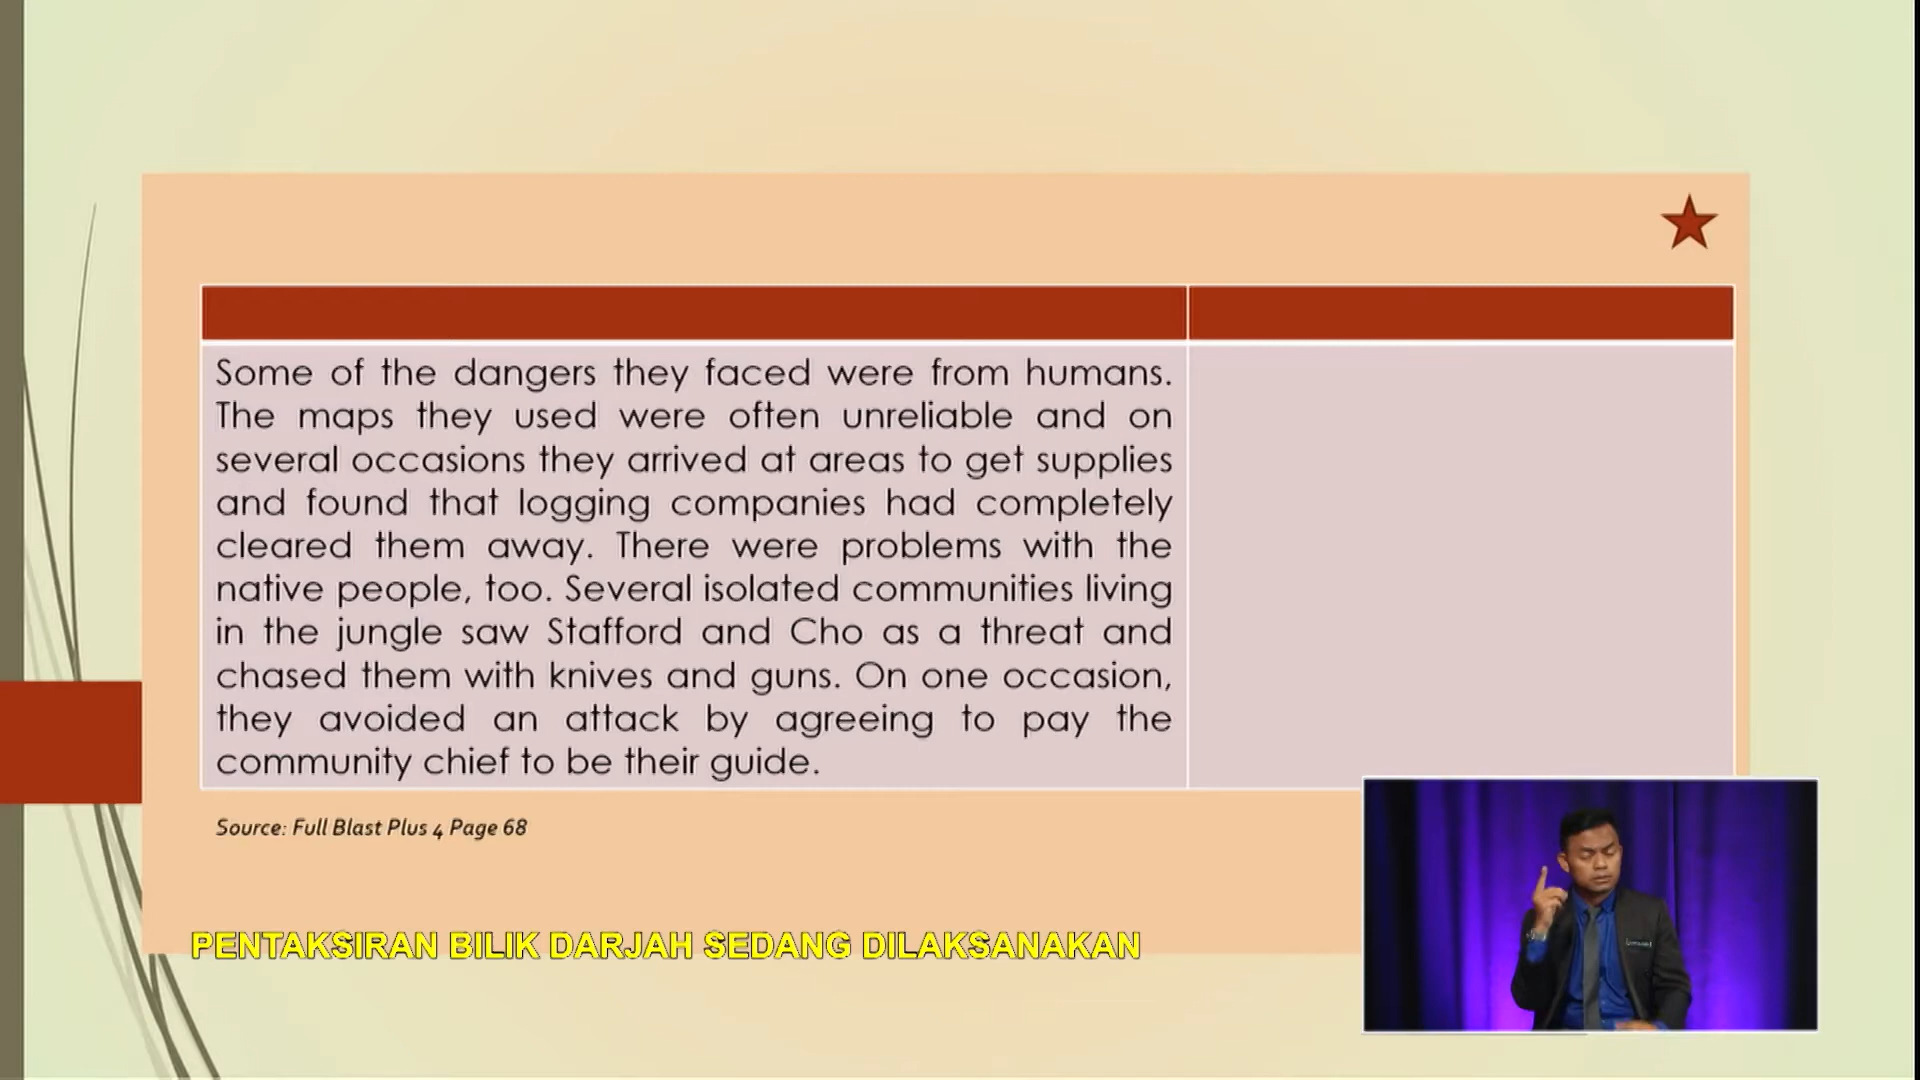 Some of the dangers they faced were from humans.
The maps they used were often unreliable and on
several occasions they arrived at areas to get supplies
and found that logging companies had completely
cleared them away. There were problems with the
native people, too. Several isolated communities living
in the jungle saw Stafford and Cho as a threat and
chased them with knives and guns. On one occasion,
they avoided an attack by agreeing to pay the
community chief to be their guide.
Source: Full Blast Plus 4 Page 68
PENTAKSIRAN BILIK DARJAH SEDANG DILAKSANAKAN